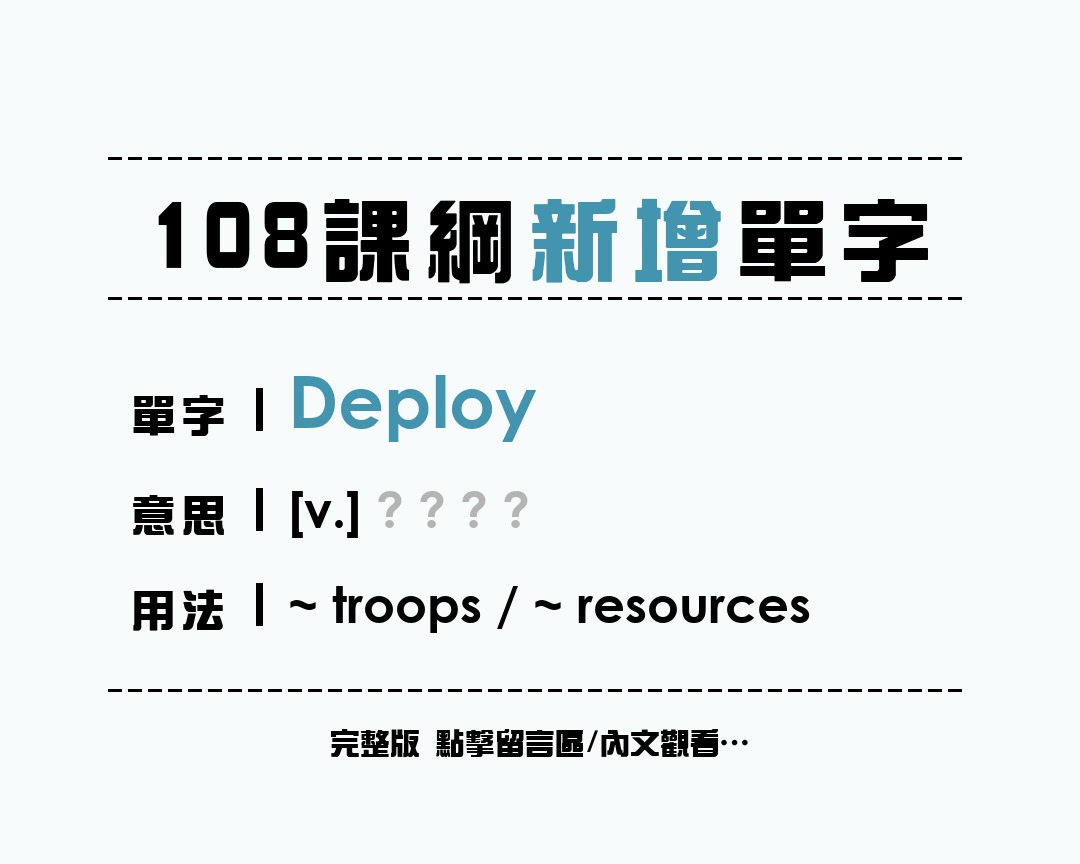 108課綱新增單字
單字 | Deploy
意思 | [v.] ？？？？
用法 | ~ troops / ~ resources
完整版 點擊留言區/內文觀看…